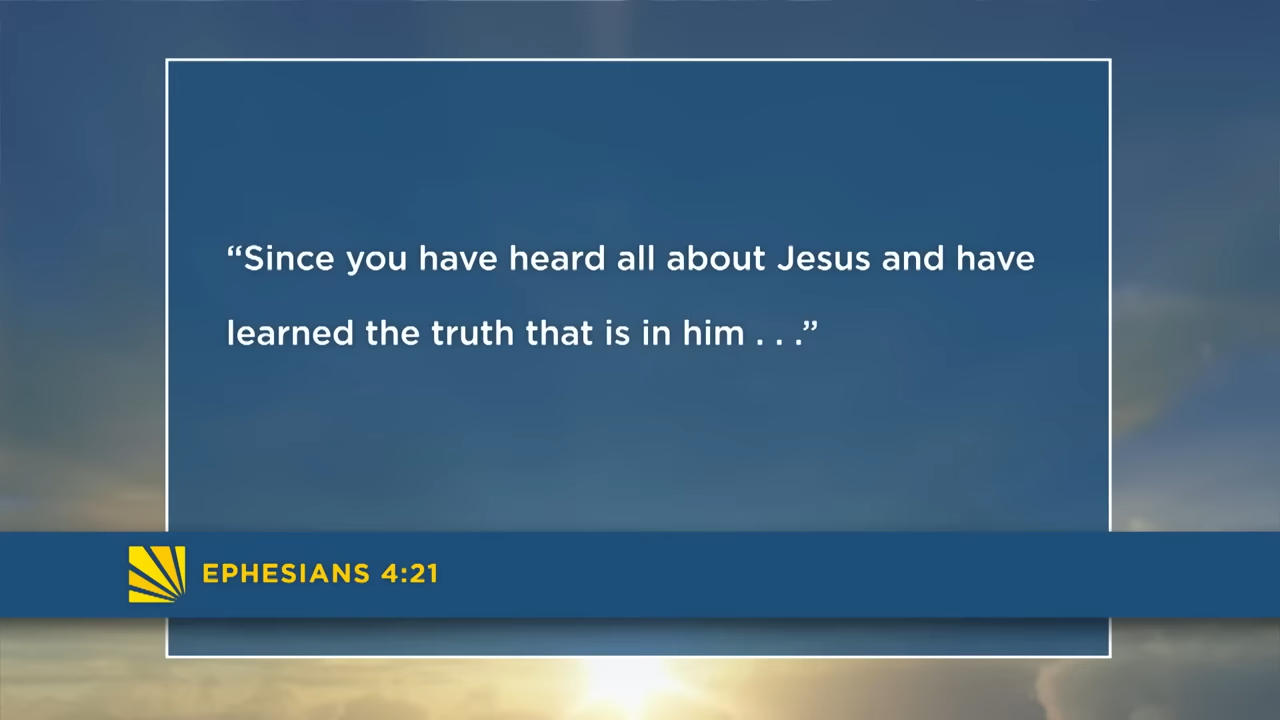 “Since you have heard all about Jesus and have
learned the truth that is in him . . .”
EPHESIANS 4:21